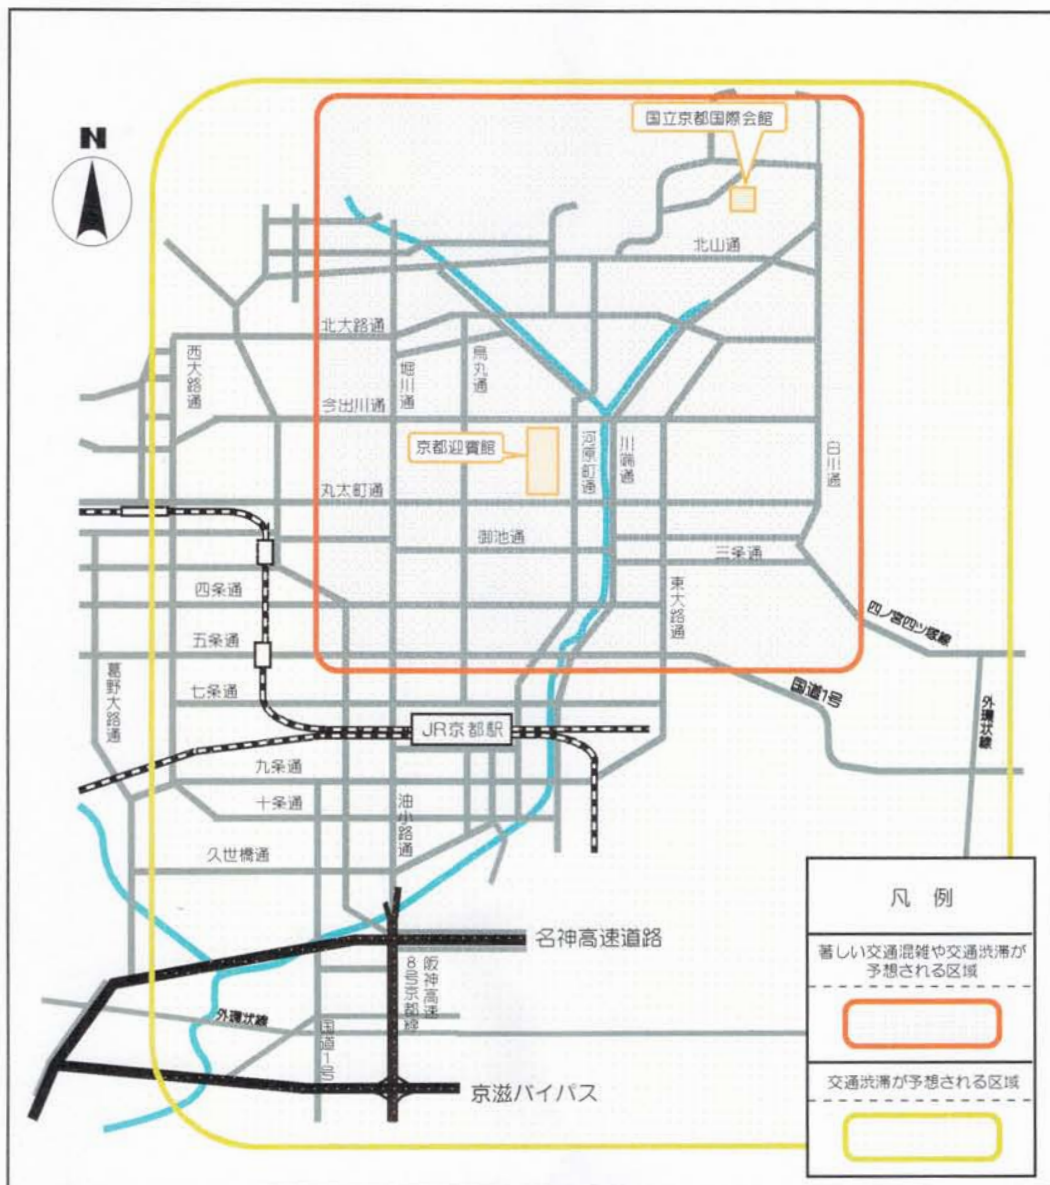 国立京都国際会館
N
北山通
北大路通
西大路通
堀川通
烏丸通
今出川通
京都迎賓館
河原町通
川端通
白川通
丸太町通
御池通
三条通
四条通
東大路通
四ノ宮四ツ塚線
五条通
葛野大路通
七条通
国道1号
外環状線
JR京都駅
九条通
十条通
油小路通
久世橋通
凡 例
名神高速道路
著しい交通混雑や交通渋滞が
予想される区域
阪神高速
8号京都線
外環状線
国道1号
交通渋滞が予想される区域
京滋バイパス